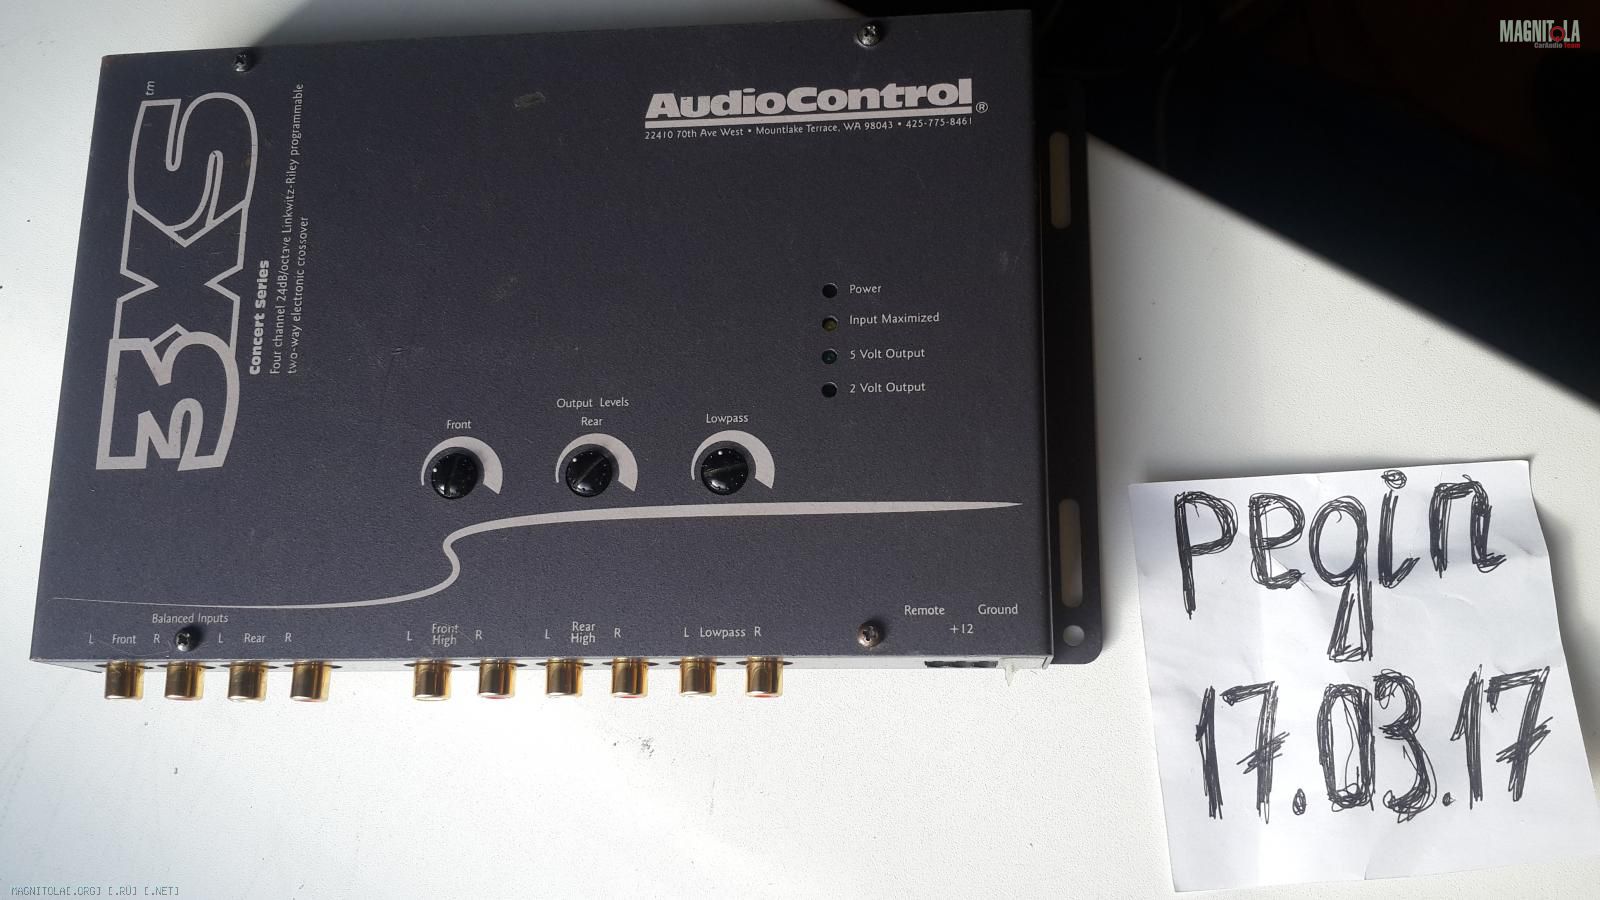 MAGNITOLA
CarAudio Team
AudioControl®
22410 70th Ave West • Mountlake Terrace, WA 98043 • 425-775-8461
3XS™
Concert Series
Four channel 24dB/octave Linkwitz-Riley programmable
two-way electronic crossover
Power
Input Maximized
5 Volt Output
2 Volt Output
Output Levels
Front Rear Lowpass
Balanced Inputs
L Front R L Rear R
L Front High R L Rear High R L Lowpass R
Remote Ground
+12
pegin
17.03.17
MAGNITOLA[.ORG] [.RU] [.NET]